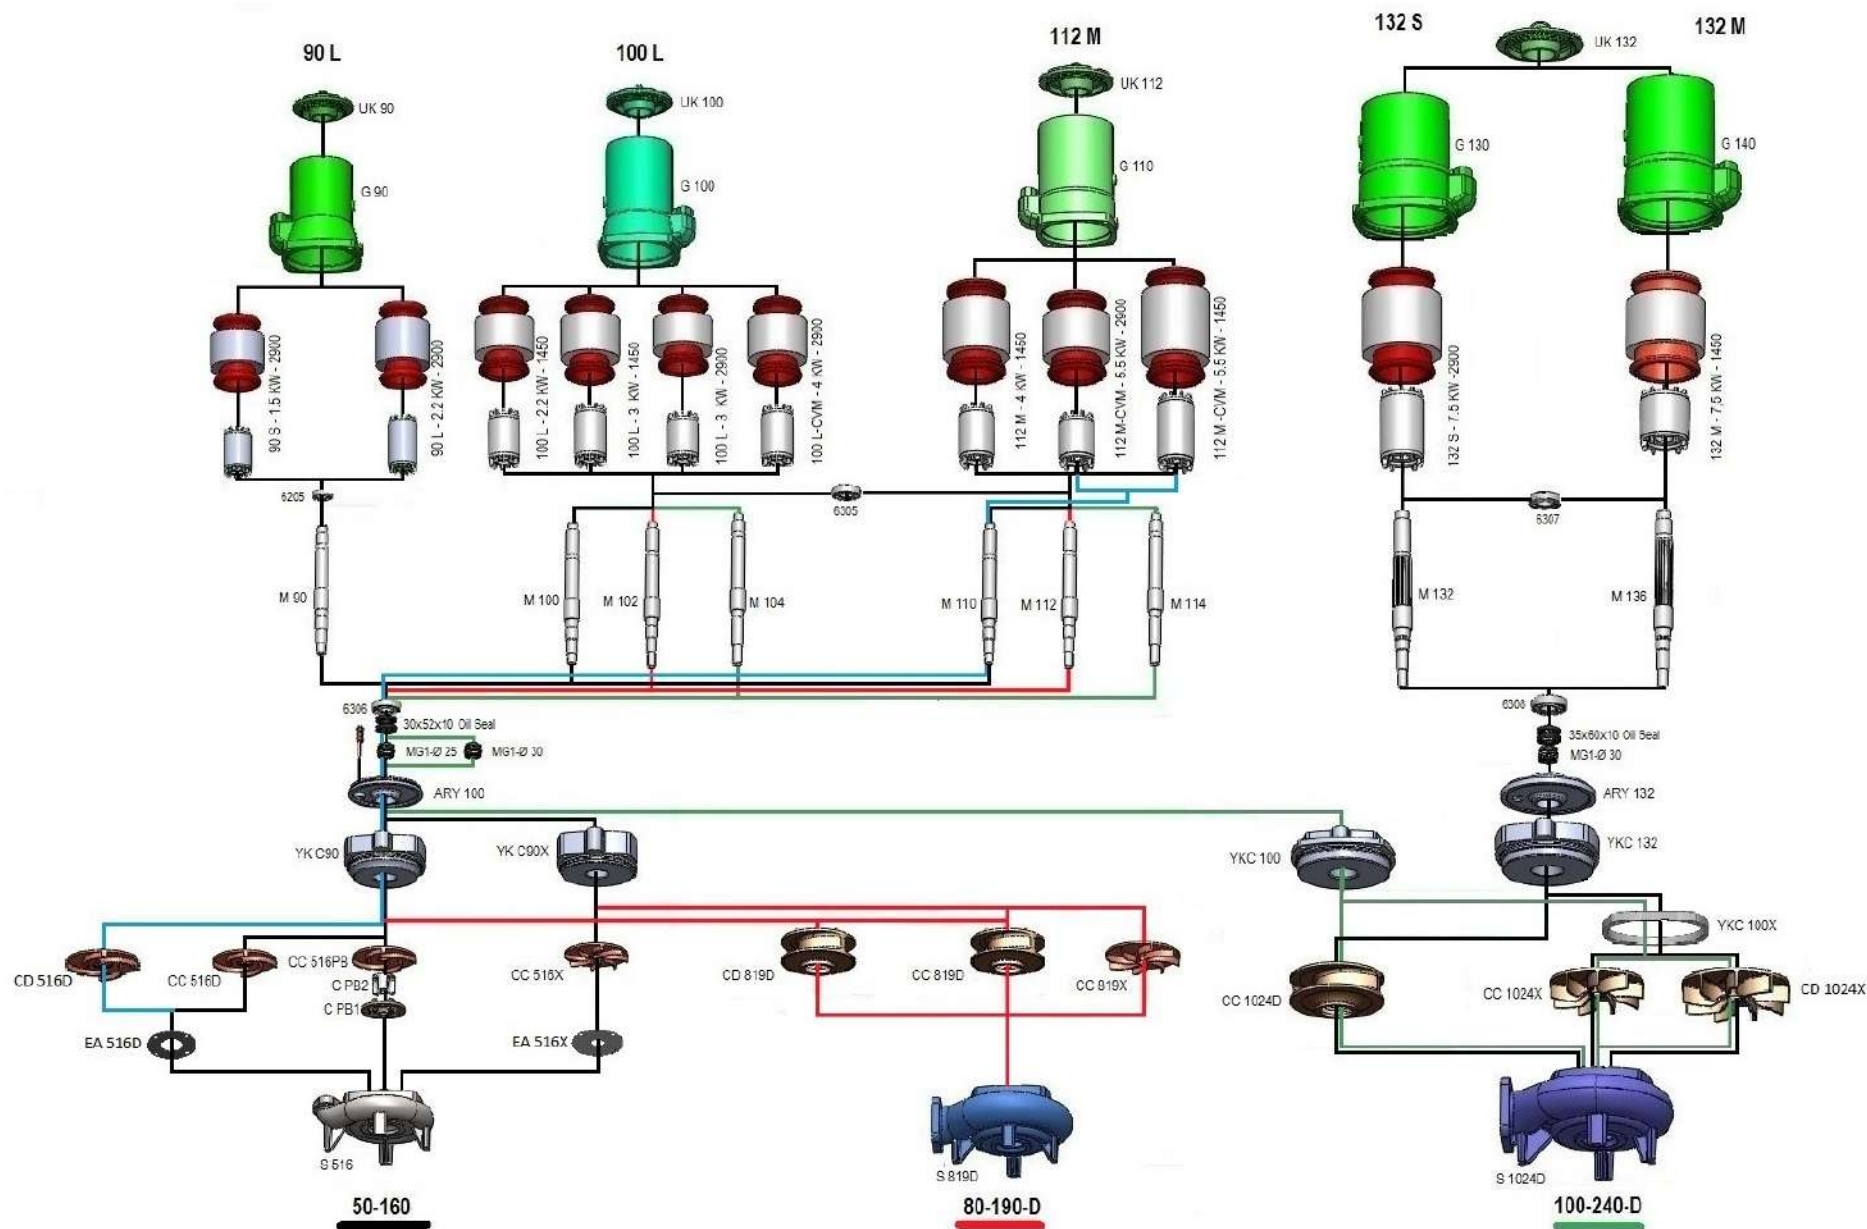 90 L
100 L
112 M
132 S
132 M
UK 90
UK 100
UK 112
UK 132
G 90
G 100
G 110
G 130
G 140
90 S - 1.5 KW - 2900
90 L - 2.2 KW - 2900
100 L - 2.2 KW - 1450
100 L - 3 KW - 1450
100 L - 3 KW - 2900
100 L-CVM - 4 KW - 2900
112 M - 4 KW - 1450
112 M-CVM - 5.5 KW - 2900
112 M-CVM - 5.5 KW - 1450
132 S - 7.5 KW -2900
132 M - 7,5 KW - 1450
6205
6305
6307
M 90
M 100
M 102
M 104
M 110
M 112
M 114
M 132
M 136
6306
30x52x10 Oil Seal
MG1-Ø 25
MG1-Ø 30
6308
35x60x10 Oil Seal
MG1-Ø 30
ARY 100
ARY 132
YK C90
YK C90X
YKC 100
YKC 132
YKC 100X
CD 516D
CC 516D
CC 516PB
C PB2
C PB1
CC 516X
CD 819D
CC 819D
CC 819X
CC 1024D
CC 1024X
CD 1024X
EA 516D
EA 516X
S 516
S 819D
S 1024D
50-160
80-190-D
100-240-D